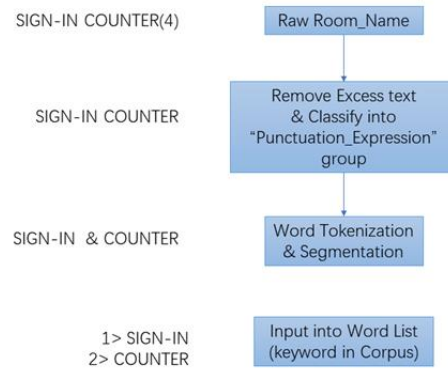 SIGN-IN COUNTER(4)
Raw Room_Name
SIGN-IN COUNTER
Remove Excess text
& Classify into
“Punctuation_Expression”
group
SIGN-IN & COUNTER
Word Tokenization
& Segmentation
1> SIGN-IN
2> COUNTER
Input into Word List
(keyword in Corpus)